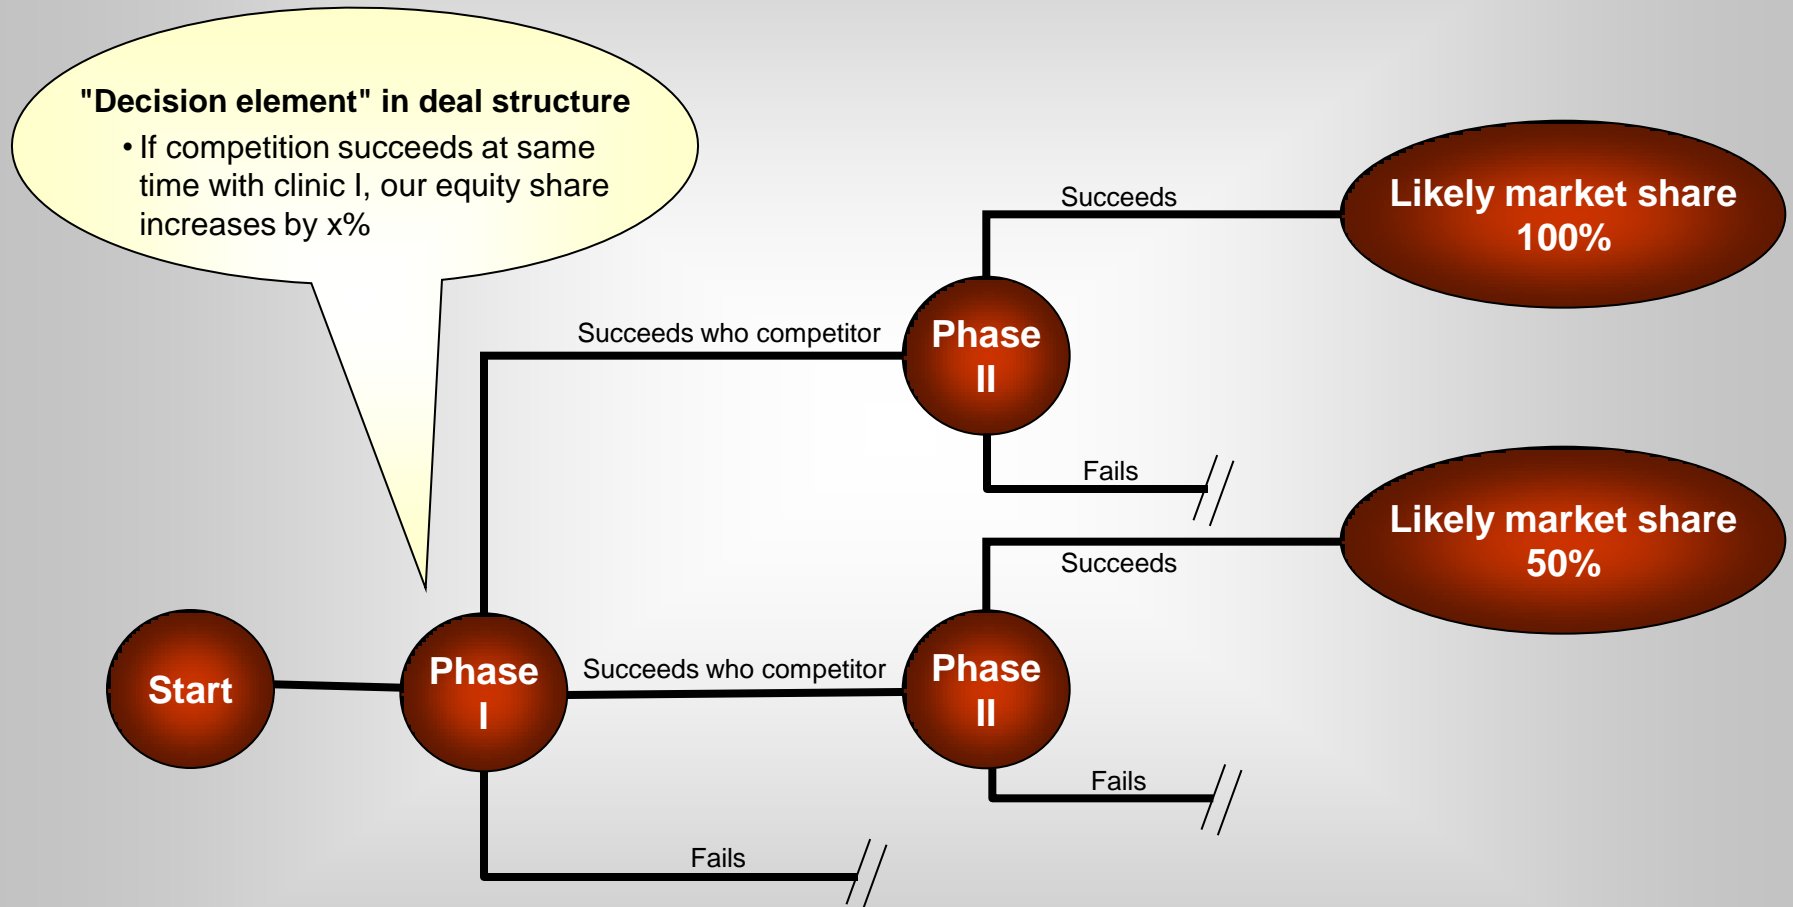 "Decision element" in deal structure
• If competition succeeds at same
time with clinic I, our equity share
increases by x%
Succeeds
Likely market share
100%
Succeeds who competitor
Phase
II
Fails
Likely market share
50%
Succeeds
Start
Phase
I
Succeeds who competitor
Phase
II
Fails
Fails